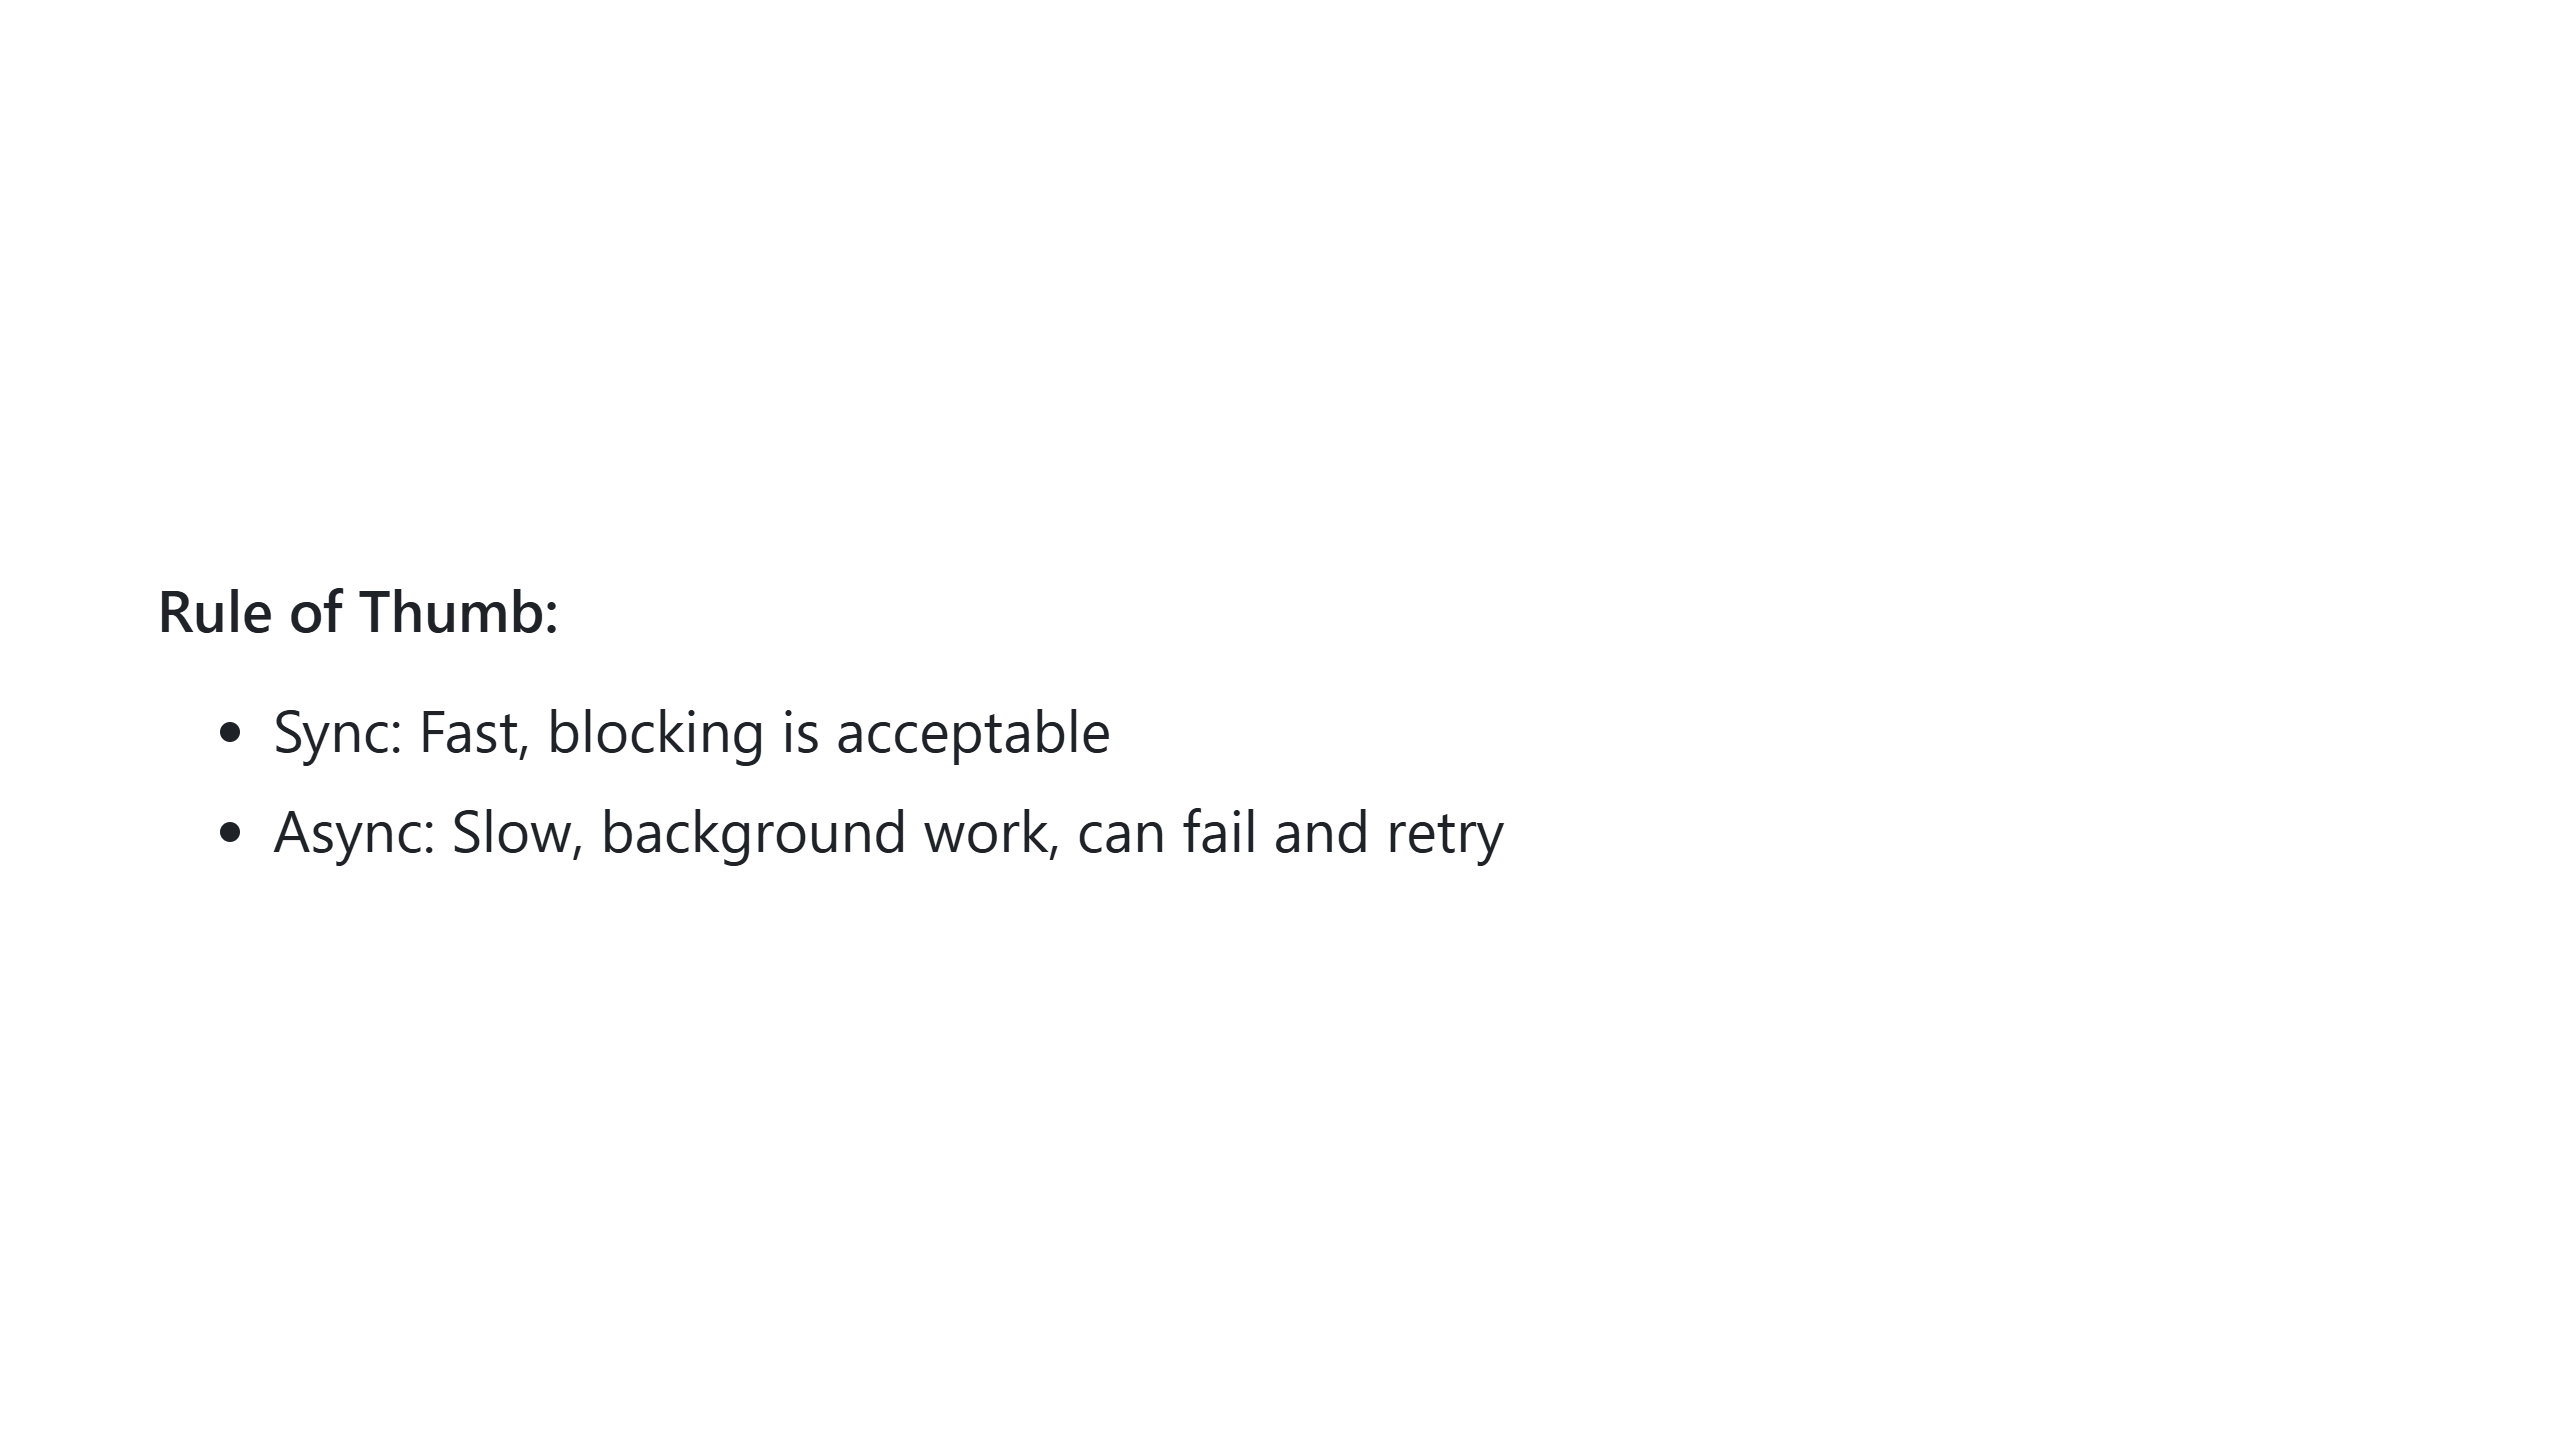 Rule of Thumb:
• Sync: Fast, blocking is acceptable
• Async: Slow, background work, can fail and retry